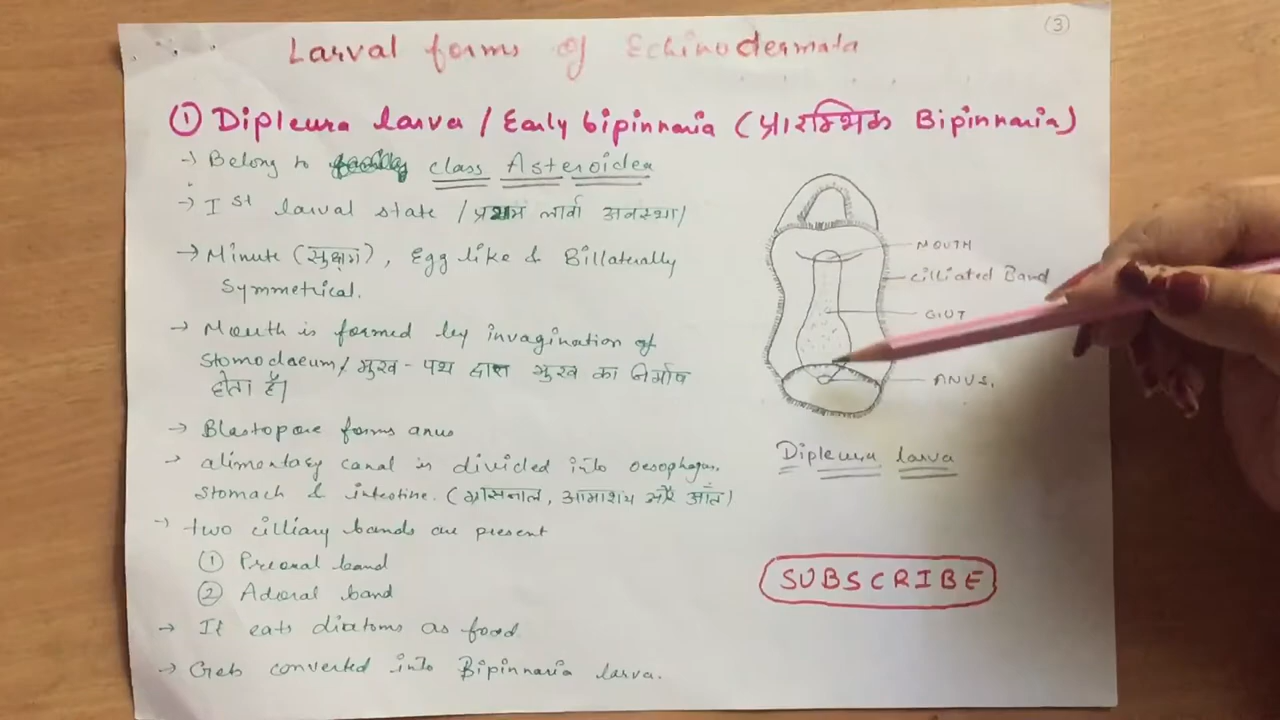 3
Larval forms of Echinodermata
① Dipleura larva / Early bipinnaria (प्रारम्भिक Bipinnaria)
→ Belong to class Asteroidea
→ Ist larval state / प्रथम लार्वा अवस्था/
→ Minute (सुक्ष्म), Egg like & Billaterally
Symmetrical.
→ Mouth is formed by invagination of
Stomodaeum / मुख - पथ द्वारा मुख का निर्माण
होता है।
→ Blastopore forms anus
→ alimentary canal is divided into oesophagus,
Stomach & intestine. (ग्रासनाल, आमाशय और आँत)
→ two cilliary bands are present
① Preoral band
② Adoral band
→ It eats diatoms as food
→ Gets converted into Bipinnaria larva.
MOUTH
cilliated Band
GUT
ANUS.
Dipleura larva
SUBSCRIBE